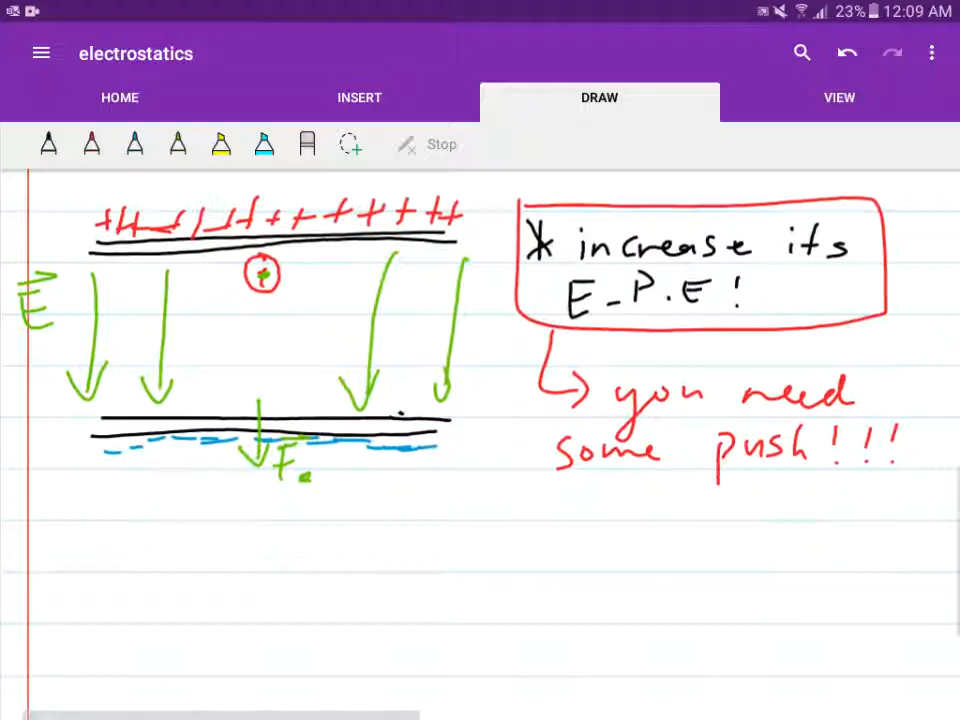 23% 12:09 AM
electrostatics
HOME INSERT DRAW VIEW
Stop
+ + + + + + + +
E
+
F
* increase its
E-P.E!
you need
some push!!!